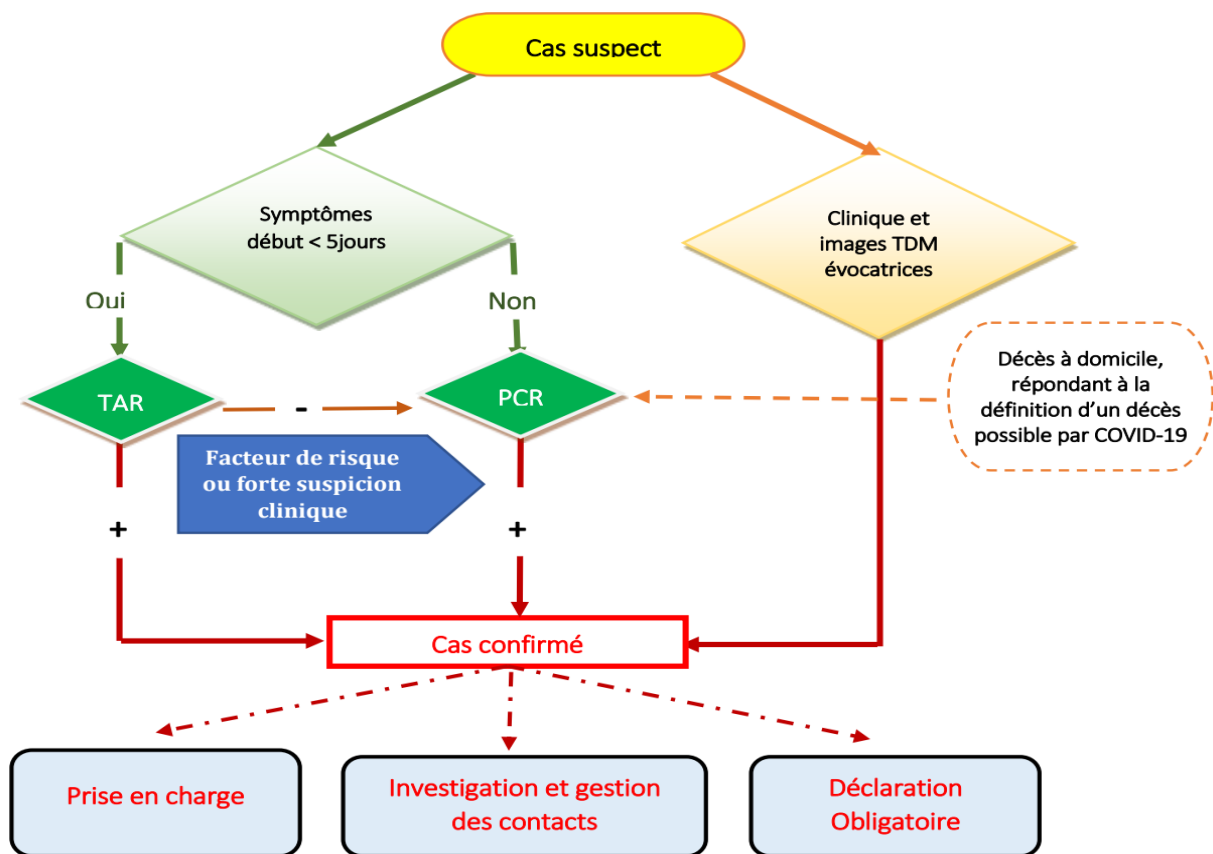 Cas suspect
Symptômes
début < 5jours
Clinique et
images TDM
évocatrices
Oui
Non
Décès à domicile,
répondant à la
définition d’un décès
possible par COVID-19
TAR
-
PCR
Facteur de risque
ou forte suspicion
clinique
+
+
Cas confirmé
Prise en charge
Investigation et gestion
des contacts
Déclaration
Obligatoire